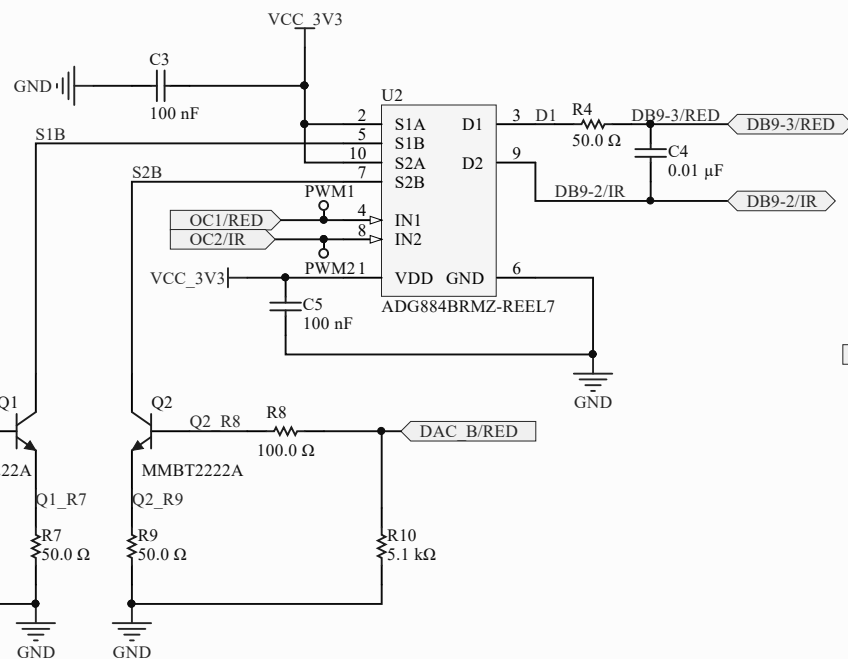 VCC_3V3
C3
GND
100 nF
U2
2 S1A D1 3 D1 R4 DB9-3/RED DB9-3/RED
S1B 5 S1B
50.0 Ω
10 S2A D2 9
C4
0.01 µF
S2B 7 S2B
PWM1
DB9-2/IR DB9-2/IR
OC1/RED 4 IN1
OC2/IR 8 IN2
PWM2
VCC_3V3 1 VDD GND 6
C5
100 nF
ADG884BRMZ-REEL7
GND
Q1
Q2 Q2_R8 R8
DAC_B/RED
100.0 Ω
22A
MMBT2222A
Q1_R7 Q2_R9
R7
50.0 Ω
R9
50.0 Ω
R10
5.1 kΩ
GND GND